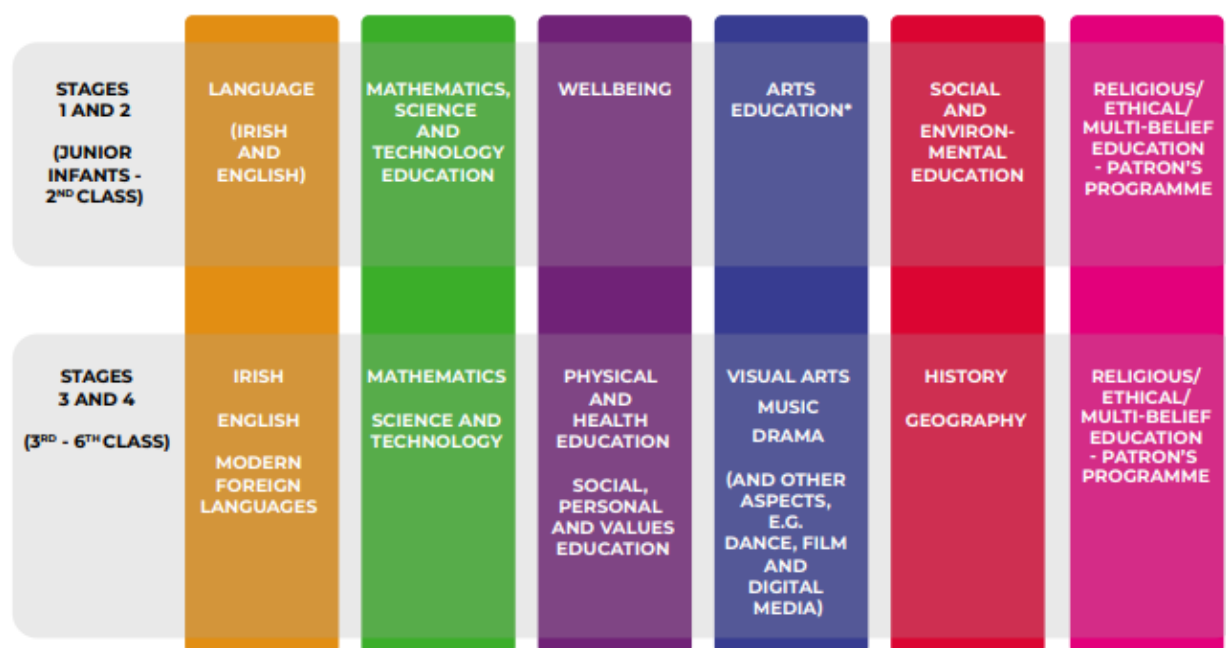 STAGES
1 AND 2
(JUNIOR
INFANTS -
2ND CLASS)
LANGUAGE
(IRISH
AND
ENGLISH)
MATHEMATICS,
SCIENCE
AND
TECHNOLOGY
EDUCATION
WELLBEING
ARTS
EDUCATION*
SOCIAL
AND
ENVIRON-
MENTAL
EDUCATION
RELIGIOUS/
ETHICAL/
MULTI-BELIEF
EDUCATION
- PATRON'S
PROGRAMME
STAGES
3 AND 4
(3RD - 6TH CLASS)
IRISH
ENGLISH
MODERN
FOREIGN
LANGUAGES
MATHEMATICS
SCIENCE AND
TECHNOLOGY
PHYSICAL
AND
HEALTH
EDUCATION
SOCIAL,
PERSONAL
AND VALUES
EDUCATION
VISUAL ARTS
MUSIC
DRAMA
(AND OTHER
ASPECTS,
E.G.
DANCE, FILM
AND
DIGITAL
MEDIA)
HISTORY
GEOGRAPHY
RELIGIOUS/
ETHICAL/
MULTI-BELIEF
EDUCATION
- PATRON'S
PROGRAMME